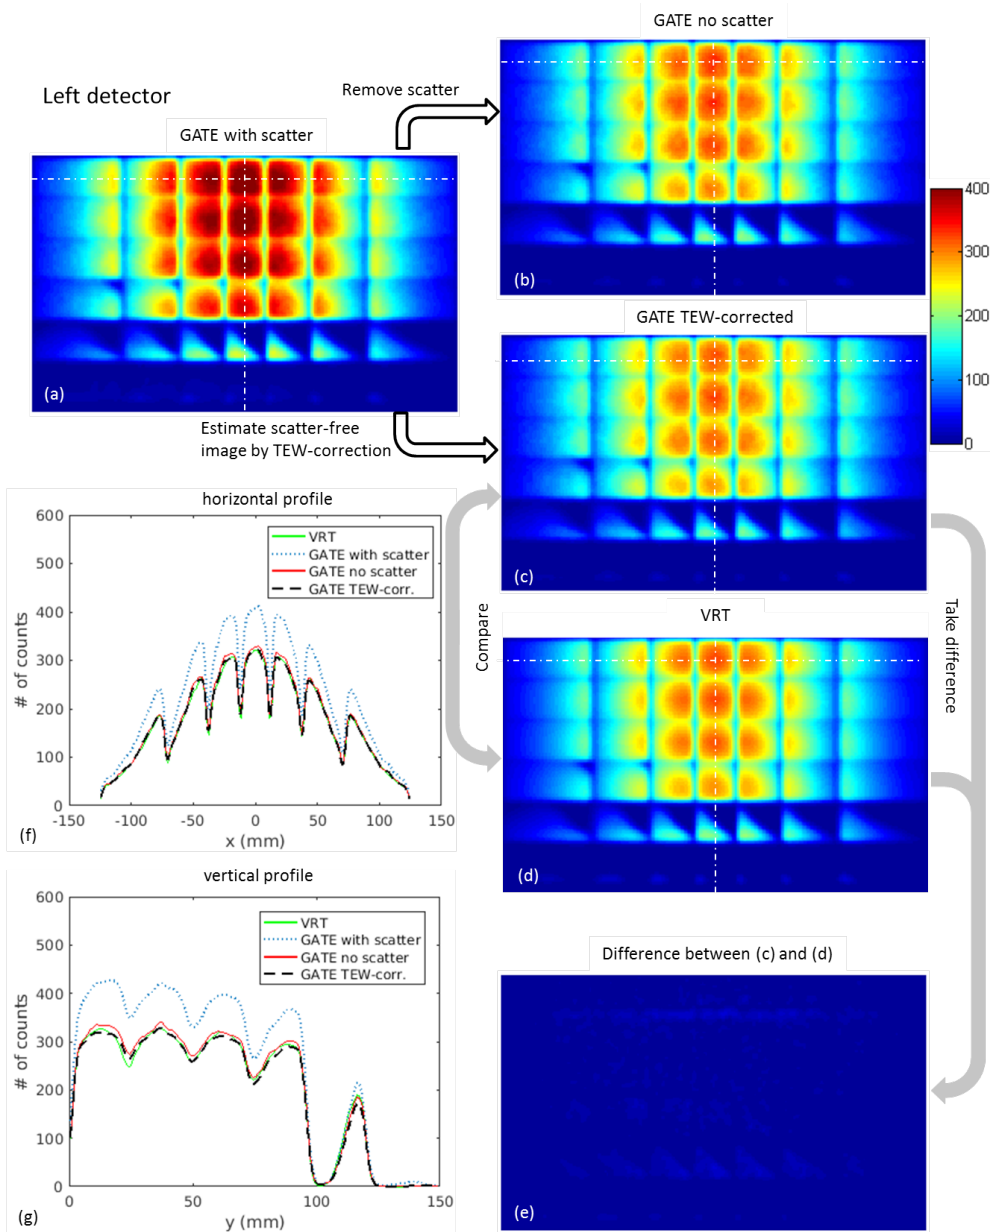 GATE no scatter
Left detector
Remove scatter
GATE with scatter
(a)
(b)
400
300
200
100
0
Estimate scatter-free
image by TEW-correction
GATE TEW-corrected
(c)
horizontal profile
600
500
400
300
200
100
0
# of counts
VRT
GATE with scatter
GATE no scatter
GATE TEW-corr.
-150
-100
-50
0
50
100
150
x (mm)
(f)
Compare
Take difference
VRT
(d)
vertical profile
600
500
400
300
200
100
0
# of counts
VRT
GATE with scatter
GATE no scatter
GATE TEW-corr.
0
50
100
150
y (mm)
(g)
Difference between (c) and (d)
(e)